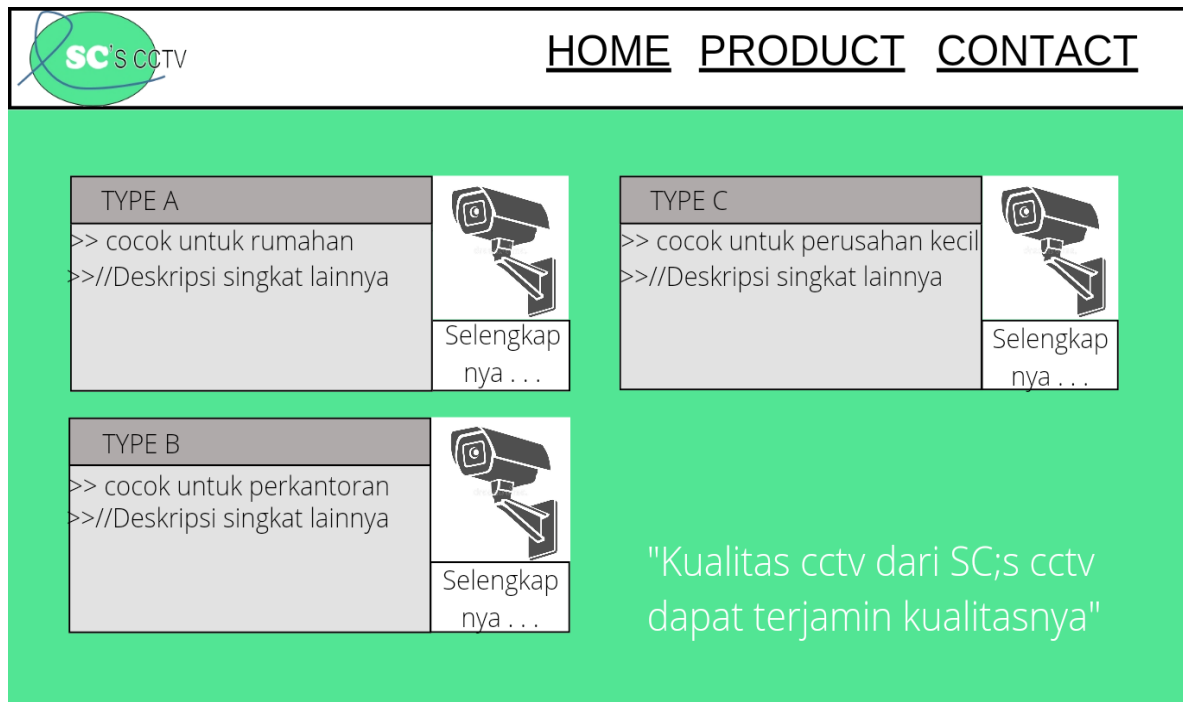 SC's CCTV
HOME PRODUCT CONTACT
TYPE A
>> cocok untuk rumahan
>>//Deskripsi singkat lainnya
Selengkap
nya . . .
TYPE C
>> cocok untuk perusahan kecil
>>//Deskripsi singkat lainnya
Selengkap
nya . . .
TYPE B
>> cocok untuk perkantoran
>>//Deskripsi singkat lainnya
Selengkap
nya . . .
"Kualitas cctv dari SC;s cctv
dapat terjamin kualitasnya"